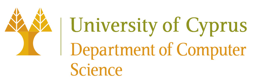 University of Cyprus
Department of Computer
Science